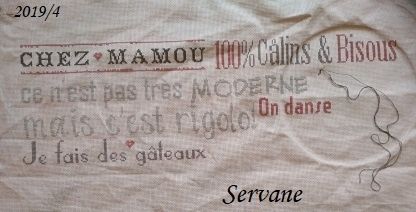 2019/4
CHEZ ♥ MAMOU 100% Câlins & Bisous
ce n'est pas très MODERNE
On danse
mais c'est rigolo!
Je fais des gâteaux
Servane